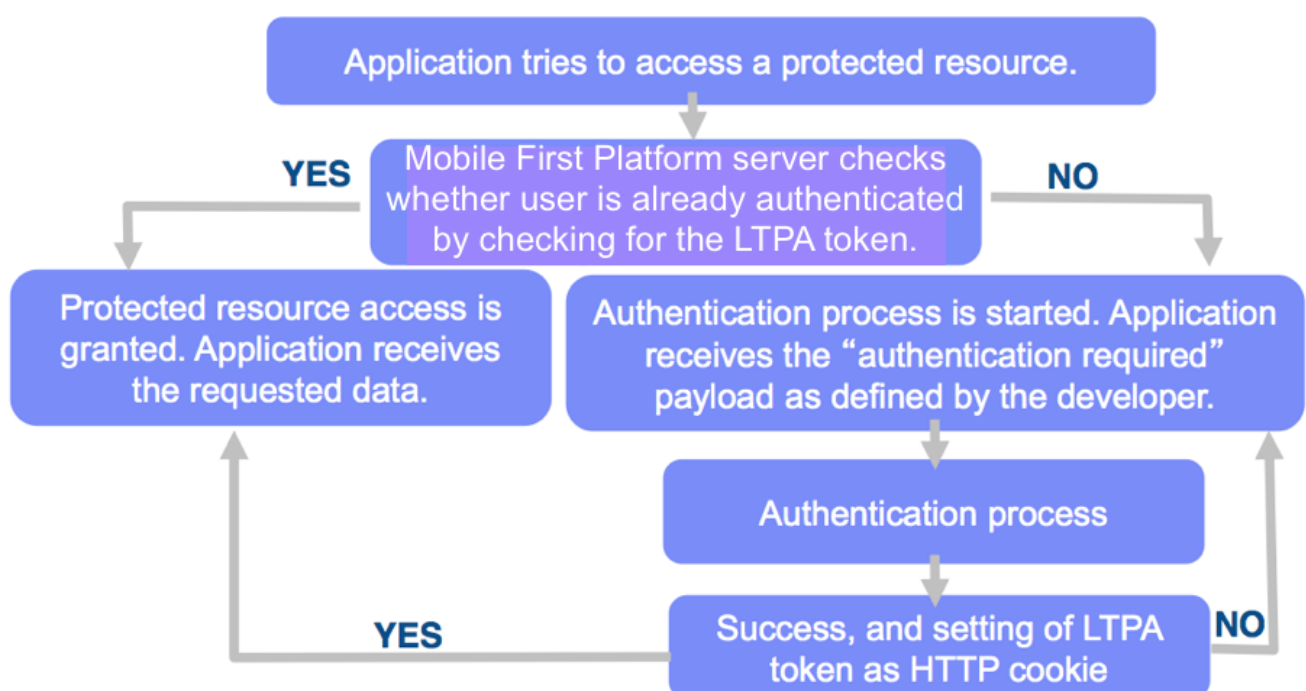 Application tries to access a protected resource.
YES
Mobile First Platform server checks
whether user is already authenticated
by checking for the LTPA token.
NO
Protected resource access is
granted. Application receives
the requested data.
Authentication process is started. Application
receives the “authentication required”
payload as defined by the developer.
Authentication process
YES
Success, and setting of LTPA
token as HTTP cookie
NO